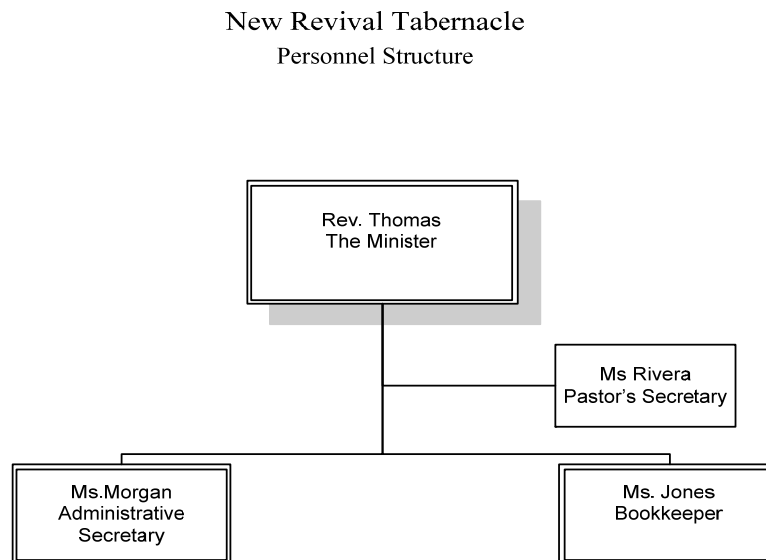 New Revival Tabernacle
Personnel Structure
Rev. Thomas
The Minister
Ms Rivera
Pastor’s Secretary
Ms.Morgan
Administrative
Secretary
Ms. Jones
Bookkeeper